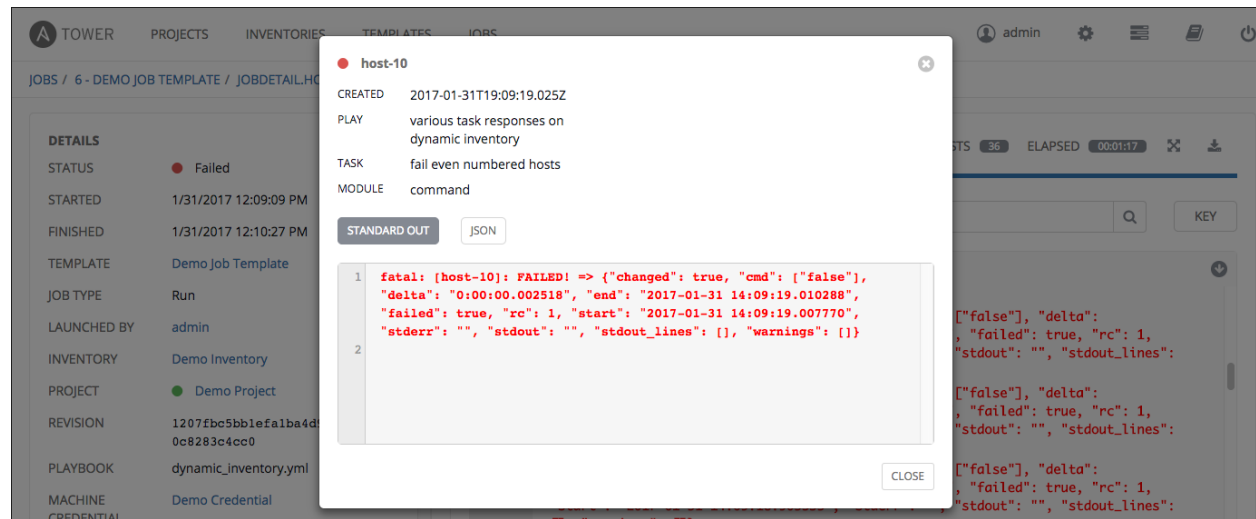 A TOWER PROJECTS INVENTORIES TEMPLATES JOBS admin
JOBS / 6 - DEMO JOB TEMPLATE / JOBDETAIL.HO
DETAILS
STATUS Failed
STARTED 1/31/2017 12:09:09 PM
FINISHED 1/31/2017 12:10:27 PM
TEMPLATE Demo Job Template
JOB TYPE Run
LAUNCHED BY admin
INVENTORY Demo Inventory
PROJECT Demo Project
REVISION 1207fbc5bb1efa1ba4d
0c8283c4cc0
PLAYBOOK dynamic_inventory.yml
MACHINE Demo Credential
CREDENTIAL
host-10
CREATED 2017-01-31T19:09:19.025Z
PLAY various task responses on
dynamic inventory
TASK fail even numbered hosts
MODULE command
STANDARD OUT JSON
1 fatal: [host-10]: FAILED! => {"changed": true, "cmd": ["false"],
"delta": "0:00:00.002518", "end": "2017-01-31 14:09:19.010288",
"failed": true, "rc": 1, "start": "2017-01-31 14:09:19.007770",
"stderr": "", "stdout": "", "stdout_lines": [], "warnings": []}
2
CLOSE
STS 36 ELAPSED 00:01:17
KEY
["false"], "delta":
, "failed": true, "rc": 1,
"stdout": "", "stdout_lines":
["false"], "delta":
, "failed": true, "rc": 1,
"stdout": "", "stdout_lines":
["false"], "delta":
, "failed": true, "rc": 1,
"stdout": "", "stdout_lines":